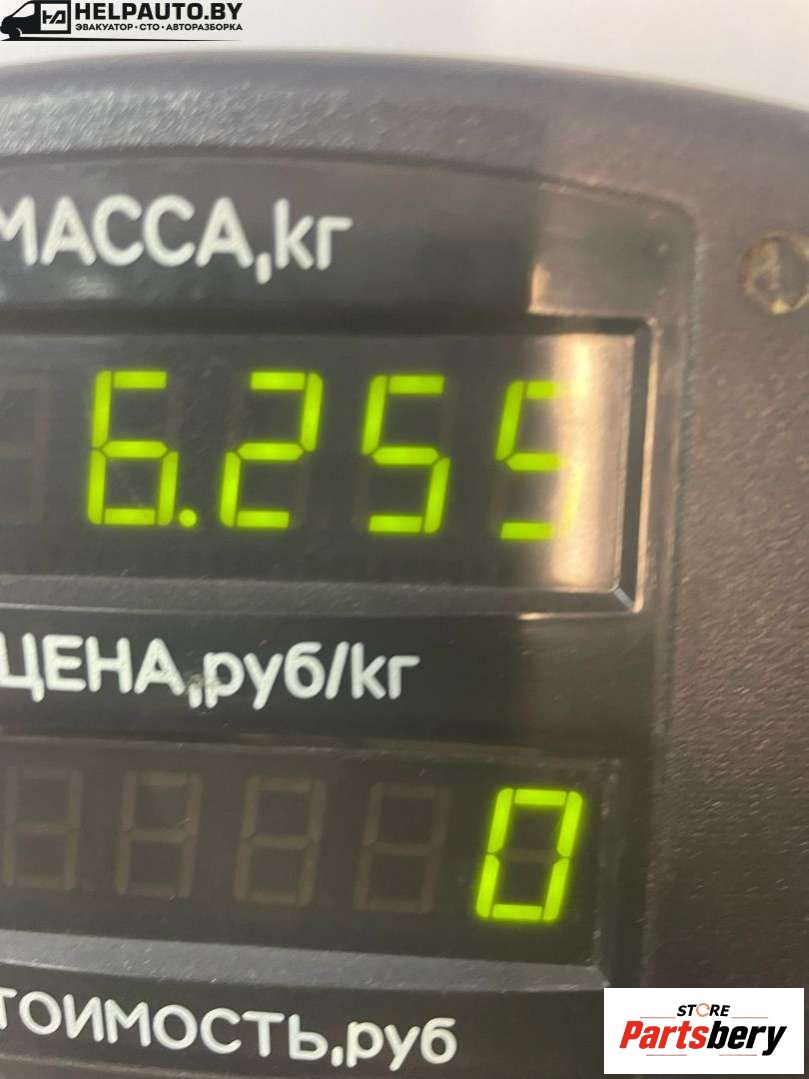 HELPAUTO.BY
ЭВАКУАТОР • СТО • АВТОРАЗБОРКА
МАССА,кг
6.255
ЦЕНА,руб/кг
0
ТОИМОСТЬ,руб
STORE
Partsbery